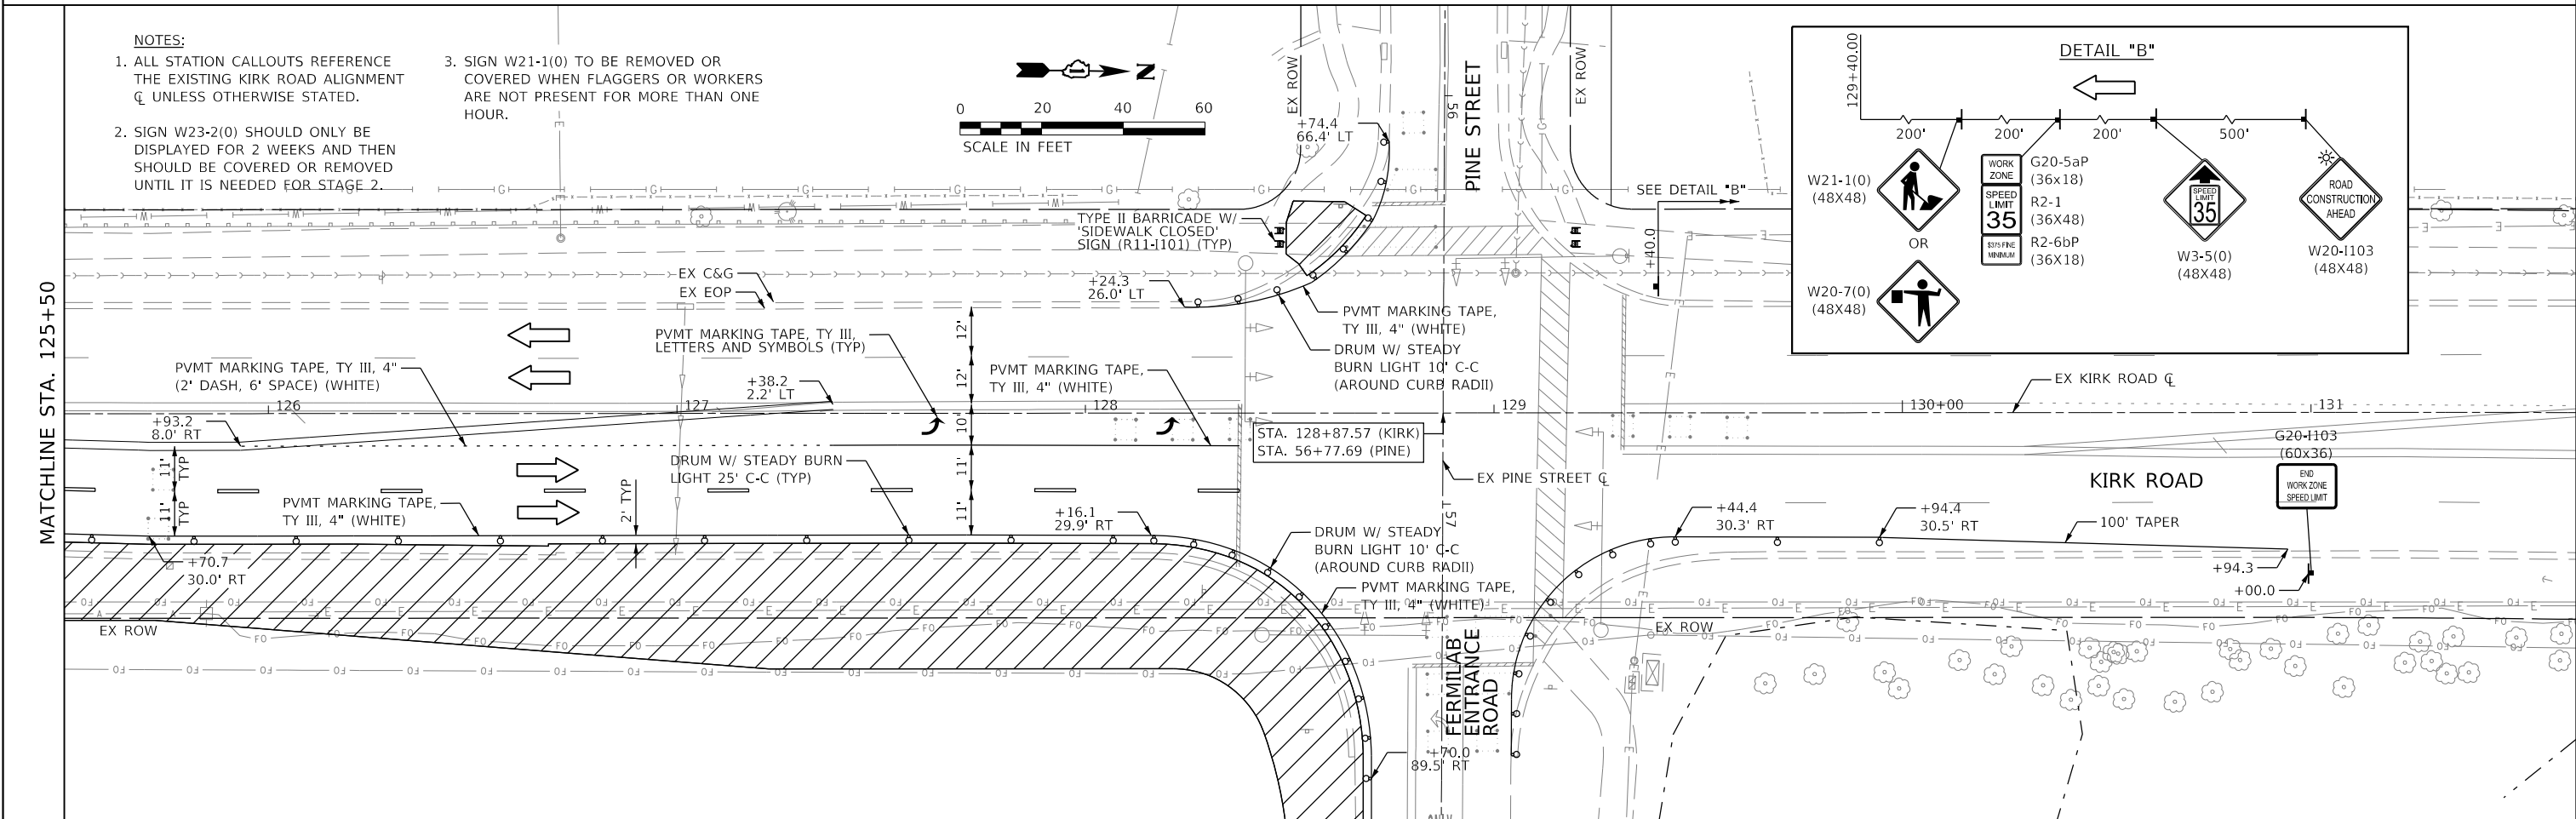 NOTES:
1. ALL STATION CALLOUTS REFERENCE
THE EXISTING KIRK ROAD ALIGNMENT
℄ UNLESS OTHERWISE STATED.
2. SIGN W23-2(0) SHOULD ONLY BE
DISPLAYED FOR 2 WEEKS AND THEN
SHOULD BE COVERED OR REMOVED
UNTIL IT IS NEEDED FOR STAGE 2.
3. SIGN W21-1(0) TO BE REMOVED OR
COVERED WHEN FLAGGERS OR WORKERS
ARE NOT PRESENT FOR MORE THAN ONE
HOUR.
N
0 20 40 60
SCALE IN FEET
EX ROW
+74.4
66.4' LT
56
PINE STREET
EX ROW
SEE DETAIL "B"
+40.0
DETAIL "B"
129+40.00
200' 200' 200' 500'
W21-1(0)
(48X48)
OR
W20-7(0)
(48X48)
WORK
ZONE
SPEED
LIMIT
35
$375 FINE
MINIMUM
G20-5aP
(36x18)
R2-1
(36X48)
R2-6bP
(36X18)
SPEED
LIMIT
35
W3-5(0)
(48X48)
ROAD
CONSTRUCTION
AHEAD
W20-I103
(48X48)
MATCHLINE STA. 125+50
TYPE II BARRICADE W/
'SIDEWALK CLOSED'
SIGN (R11-I101) (TYP)
EX C&G
EX EOP
+24.3
26.0' LT
PVMT MARKING TAPE,
TY III, 4" (WHITE)
DRUM W/ STEADY
BURN LIGHT 10' C-C
(AROUND CURB RADII)
PVMT MARKING TAPE, TY III,
LETTERS AND SYMBOLS (TYP)
PVMT MARKING TAPE, TY III, 4"
(2' DASH, 6' SPACE) (WHITE)
+38.2
2.2' LT
12'
12'
10'
11'
11'
PVMT MARKING TAPE,
TY III, 4" (WHITE)
EX KIRK ROAD ℄
126 127 128 129 130+00 131
+93.2
8.0' RT
STA. 128+87.57 (KIRK)
STA. 56+77.69 (PINE)
EX PINE STREET ℄
11'
TYP
11'
TYP
DRUM W/ STEADY BURN
LIGHT 25' C-C (TYP)
2' TYP
PVMT MARKING TAPE,
TY III, 4" (WHITE)
+16.1
29.9' RT
57
G20-I103
(60x36)
END
WORK ZONE
SPEED LIMIT
KIRK ROAD
+44.4
30.3' RT
+94.4
30.5' RT
100' TAPER
DRUM W/ STEADY
BURN LIGHT 10' C-C
(AROUND CURB RADII)
PVMT MARKING TAPE,
TY III, 4" (WHITE)
+70.7
30.0' RT
+94.3
+00.0
EX ROW
EX ROW
FERMILAB
ENTRANCE
ROAD
+70.0
89.5' RT